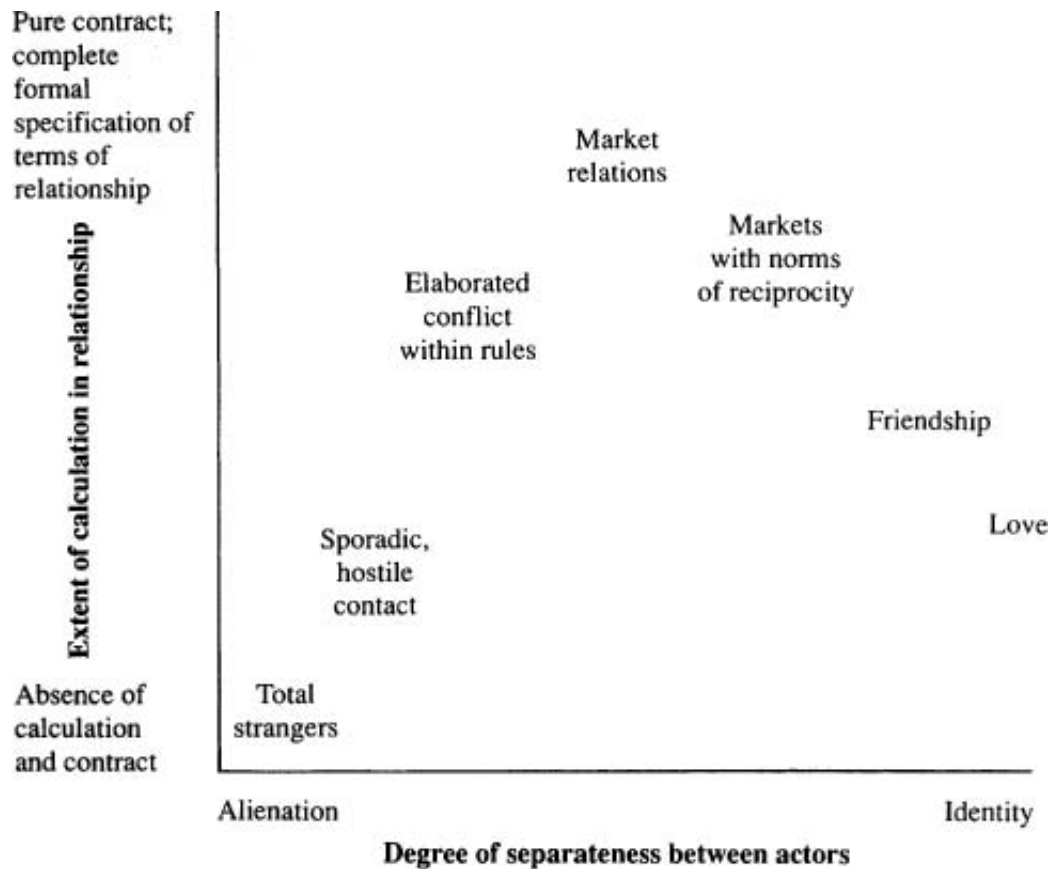 Pure contract;
complete
formal
specification of
terms of
relationship
Extent of calculation in relationship
Absence of
calculation
and contract
Market
relations
Markets
with norms
of reciprocity
Elaborated
conflict
within rules
Friendship
Love
Sporadic,
hostile
contact
Total
strangers
Alienation
Identity
Degree of separateness between actors